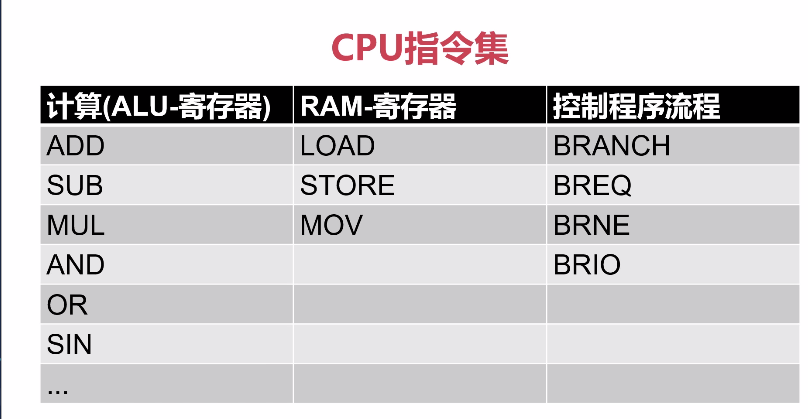 CPU指令集
计算(ALU-寄存器) RAM-寄存器 控制程序流程
ADD LOAD BRANCH
SUB STORE BREQ
MUL MOV BRNE
AND BRIO
OR
SIN
...